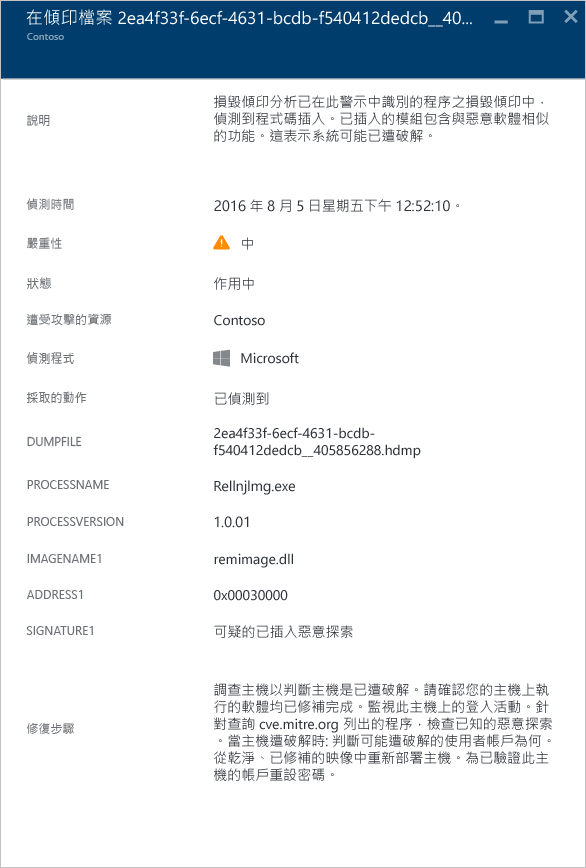 在傾印檔案 2ea4f33f-6ecf-4631-bcdb-f540412dedcb__40...
Contoso
說明
損毀傾印分析已在此警示中識別的程序之損毀傾印中，
偵測到程式碼插入。已插入的模組包含與惡意軟體相似
的功能。這表示系統可能已遭破解。
偵測時間
2016 年 8 月 5 日星期五下午 12:52:10。
嚴重性
中
狀態
作用中
遭受攻擊的資源
Contoso
偵測程式
Microsoft
採取的動作
已偵測到
DUMPFILE
2ea4f33f-6ecf-4631-bcdb-
f540412dedcb__405856288.hdmp
PROCESSNAME
RelInjImg.exe
PROCESSVERSION
1.0.01
IMAGENAME1
remimage.dll
ADDRESS1
0x00030000
SIGNATURE1
可疑的已插入惡意探索
修復步驟
調查主機以判斷主機是已遭破解。請確認您的主機上執
行的軟體均已修補完成。監視此主機上的登入活動。針
對查詢 cve.mitre.org 列出的程序，檢查已知的惡意探索
。當主機遭破解時: 判斷可能遭破解的使用者帳戶為何。
從乾淨、已修補的映像中重新部署主機。為已驗證此主
機的帳戶重設密碼。